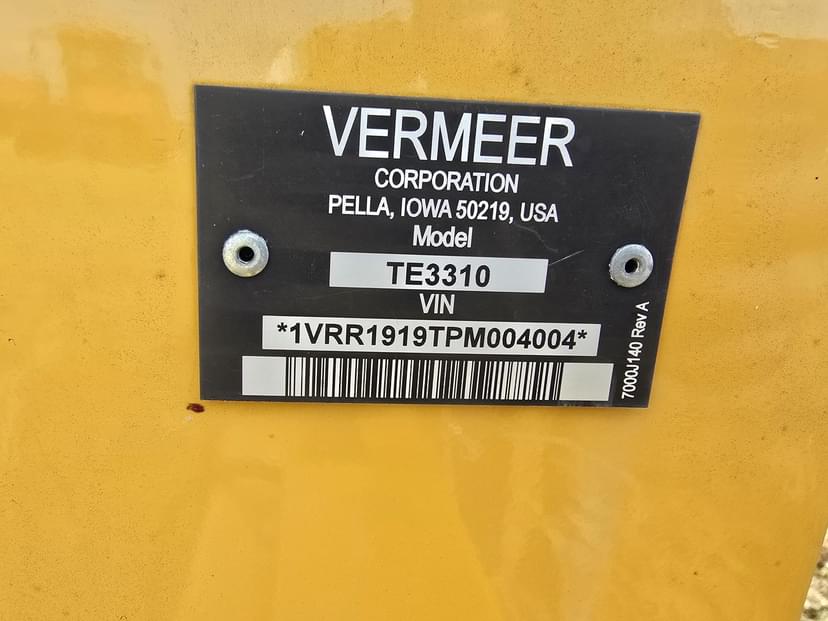 VERMEER
CORPORATION
PELLA, IOWA 50219, USA
Model
TE3310
VIN
*1VRR1919TPM004004*
7000J140 Rev A